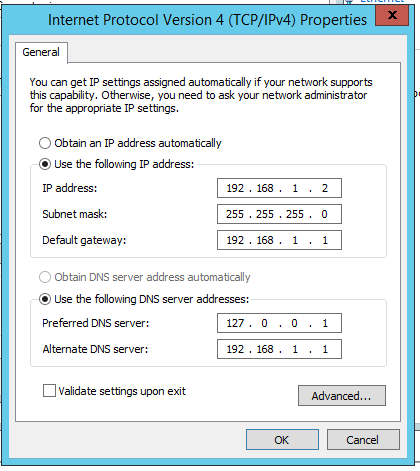 Internet Protocol Version 4 (TCP/IPv4) Properties
General
You can get IP settings assigned automatically if your network supports
this capability. Otherwise, you need to ask your network administrator
for the appropriate IP settings.
Obtain an IP address automatically
Use the following IP address:
IP address: 192 . 168 . 1 . 2
Subnet mask: 255 . 255 . 255 . 0
Default gateway: 192 . 168 . 1 . 1
Obtain DNS server address automatically
Use the following DNS server addresses:
Preferred DNS server: 127 . 0 . 0 . 1
Alternate DNS server: 192 . 168 . 1 . 1
Validate settings upon exit
Advanced...
OK Cancel